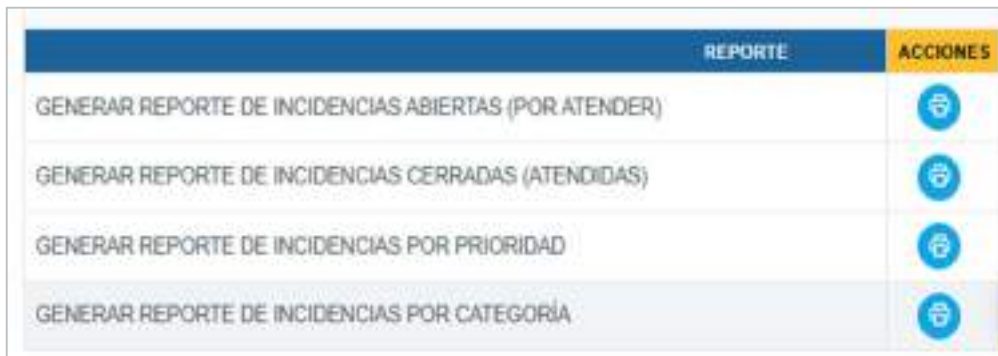 REPORTE ACCIONES
GENERAR REPORTE DE INCIDENCIAS ABIERTAS (POR ATENDER)
GENERAR REPORTE DE INCIDENCIAS CERRADAS (ATENDIDAS)
GENERAR REPORTE DE INCIDENCIAS POR PRIORIDAD
GENERAR REPORTE DE INCIDENCIAS POR CATEGORÍA